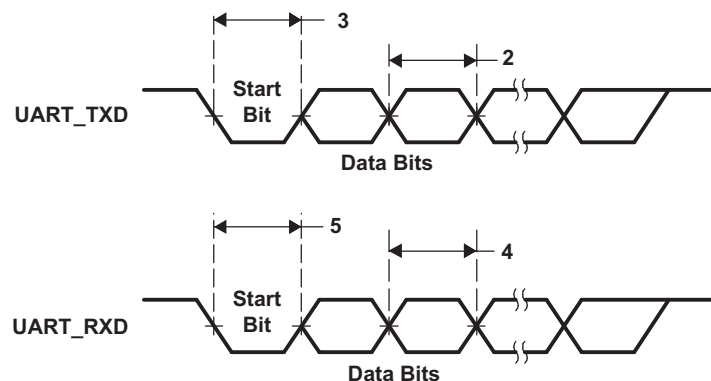 3
2
UART_TXD
Start
Bit
Data Bits
5
4
UART_RXD
Start
Bit
Data Bits